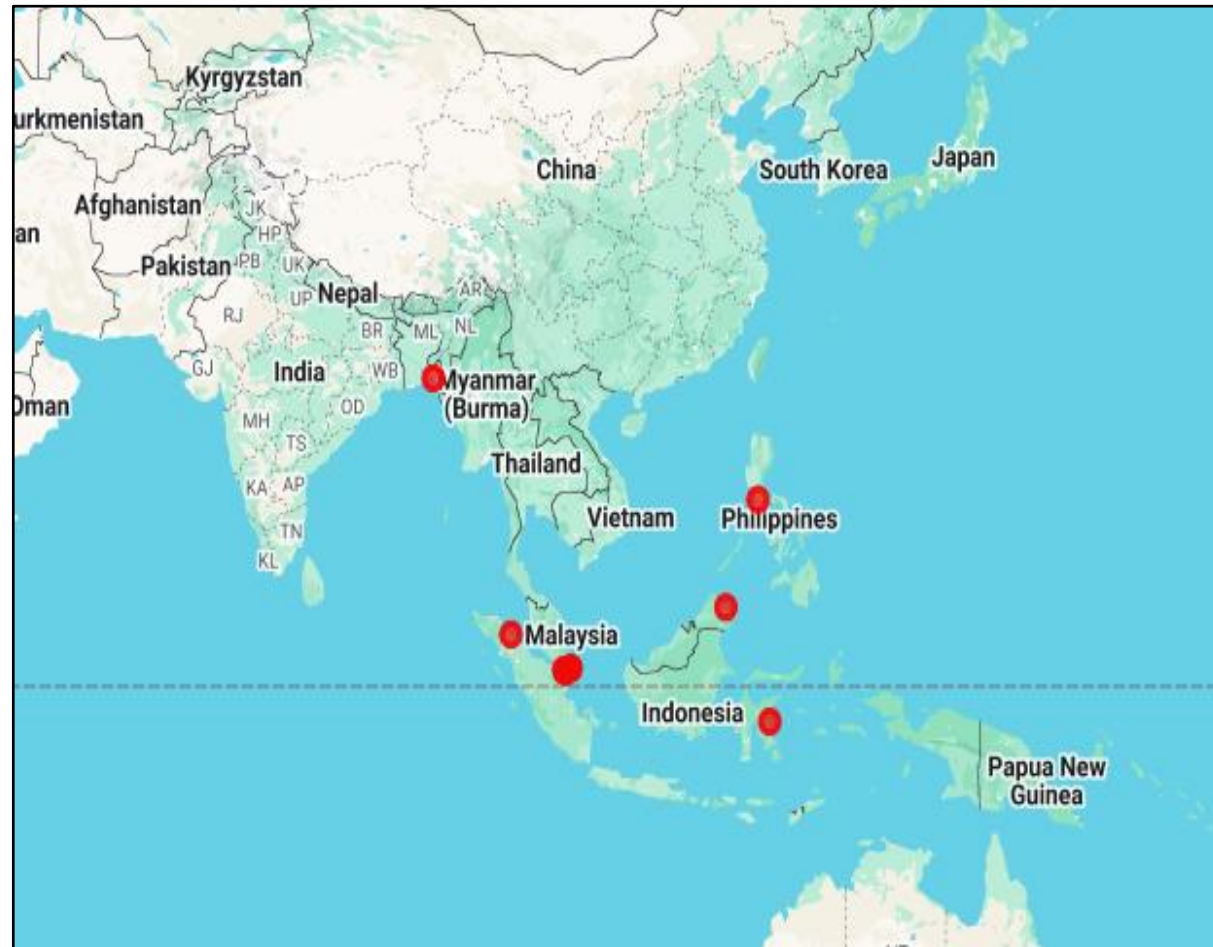 Kyrgyzstan
urkmenistan
China
South Korea
Japan
Afghanistan
JK
an
HP
Pakistan
PB
UK
Nepal
AR
UP
RJ
BR
ML
NL
GJ
India
WB
Myanmar
(Burma)
Oman
OD
MH
TS
Thailand
KA
AP
Vietnam
Philippines
TN
KL
Malaysia
Indonesia
Papua New
Guinea